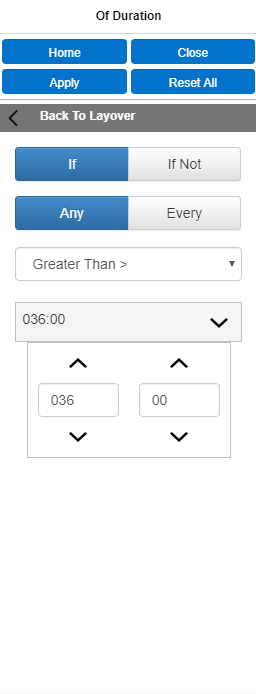 Of Duration
Home Close
Apply Reset All
Back To Layover
If If Not
Any Every
Greater Than >
036:00
036 00